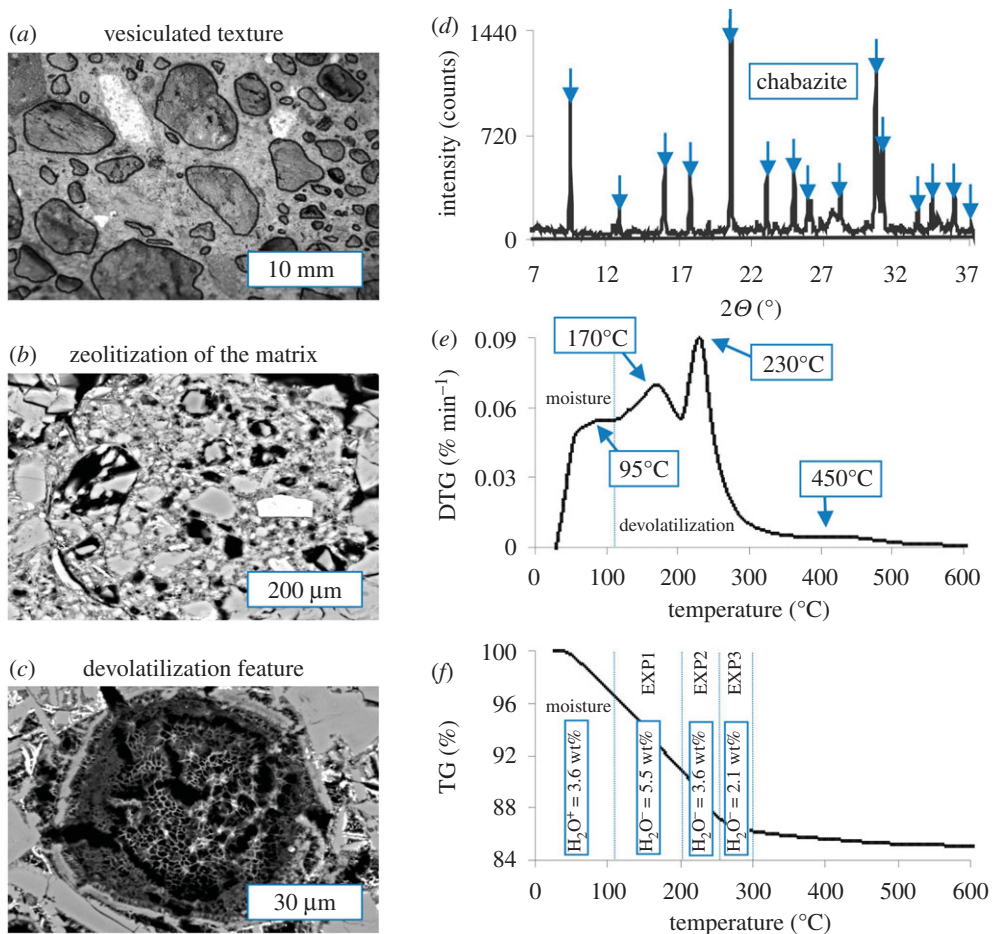 (a) vesiculated texture
10 mm
(b) zeolitization of the matrix
200 µm
(c) devolatilization feature
30 µm
(d)
1440
720
0
intensity (counts)
chabazite
7 12 17 22 27 32 37
2Θ (°)
(e)
0.09
0.06
0.03
0
DTG (% min⁻¹)
170°C
230°C
moisture
95°C
450°C
devolatilization
0 100 200 300 400 500 600
temperature (°C)
(f)
100
96
92
88
84
TG (%)
moisture
EXP1
EXP2
EXP3
H₂O⁺ = 3.6 wt%
H₂O⁻ = 5.5 wt%
H₂O⁻ = 3.6 wt%
H₂O⁻ = 2.1 wt%
0 100 200 300 400 500 600
temperature (°C)